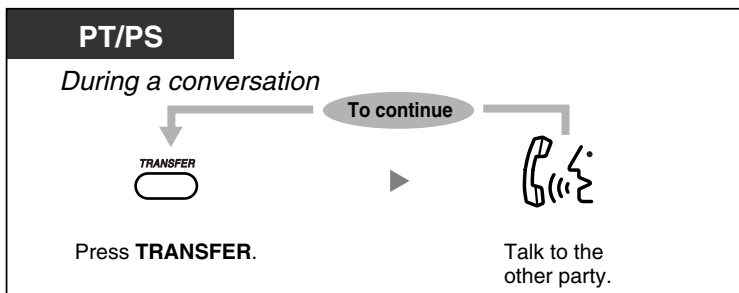 PT/PS
During a conversation
To continue
TRANSFER
Press TRANSFER.
Talk to the
other party.